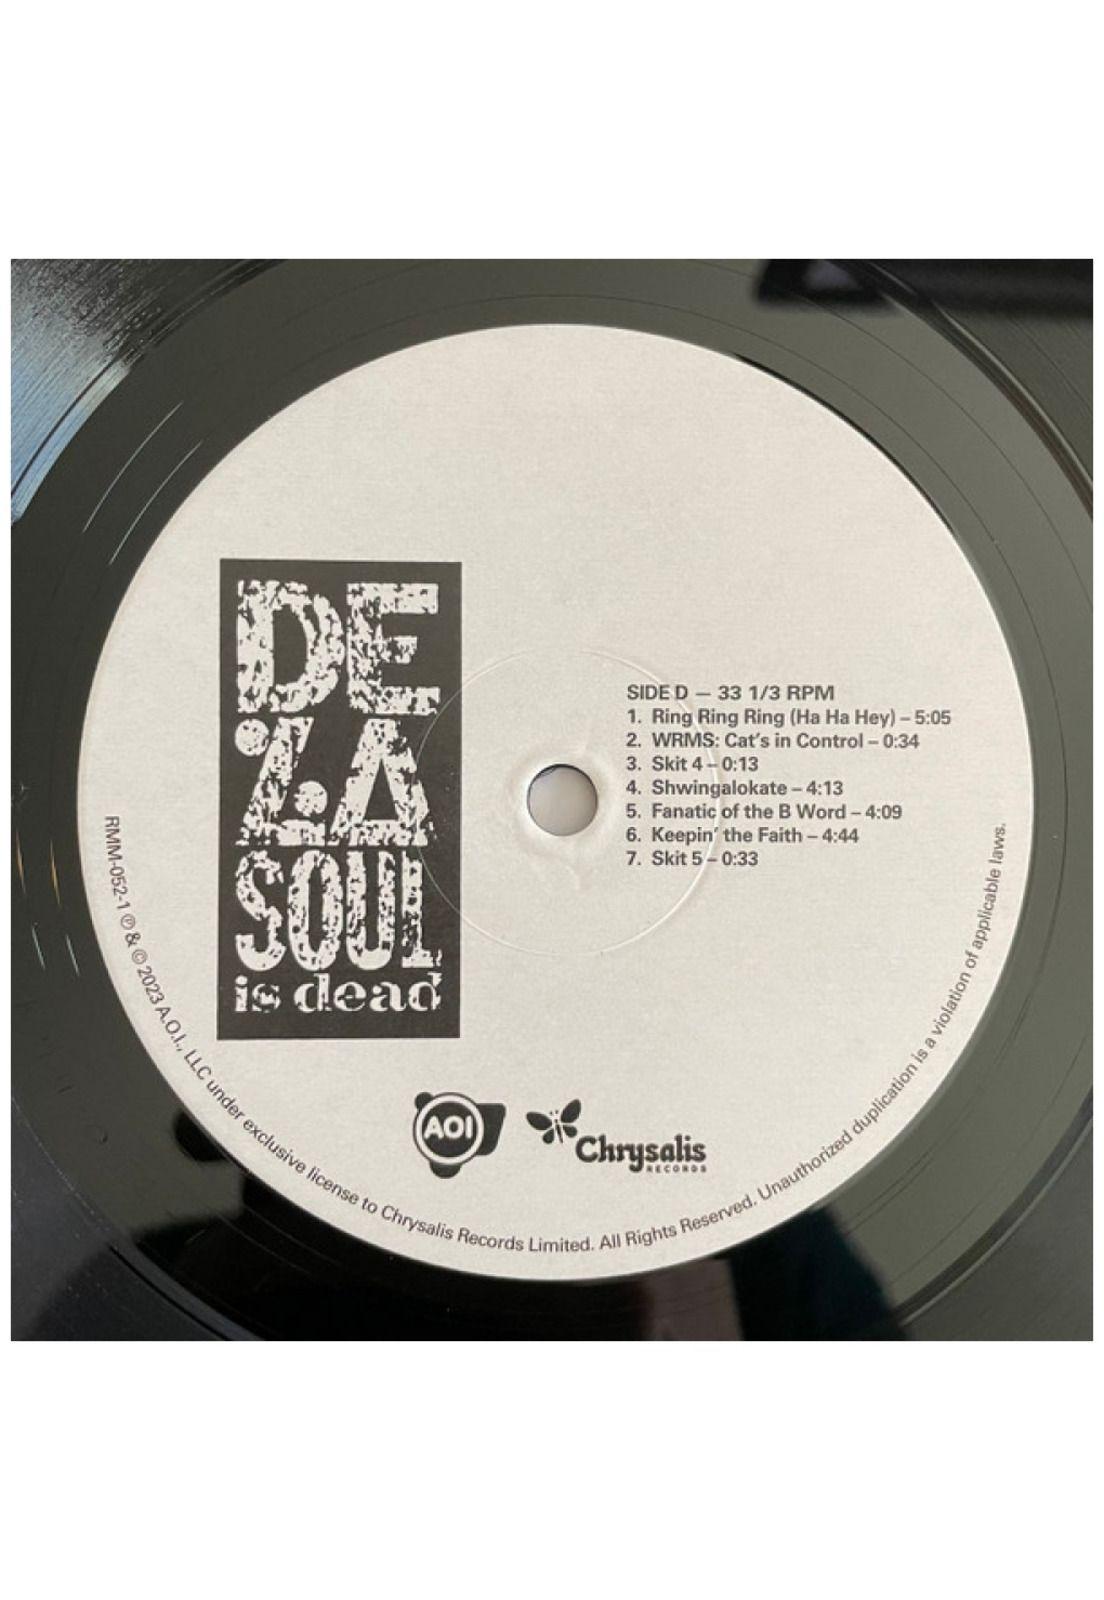 DE
LA
SOUL
is dead
SIDE D — 33 1/3 RPM
1. Ring Ring Ring (Ha Ha Hey) – 5:05
2. WRMS: Cat's in Control – 0:34
3. Skit 4 – 0:13
4. Shwingalokate – 4:13
5. Fanatic of the B Word – 4:09
6. Keepin' the Faith – 4:44
7. Skit 5 – 0:33
AOI
Chrysalis
RECORDS
RMM-052-1 ℗ & © 2023 A.O.I., LLC under exclusive license to Chrysalis Records Limited. All Rights Reserved. Unauthorized duplication is a violation of applicable laws.